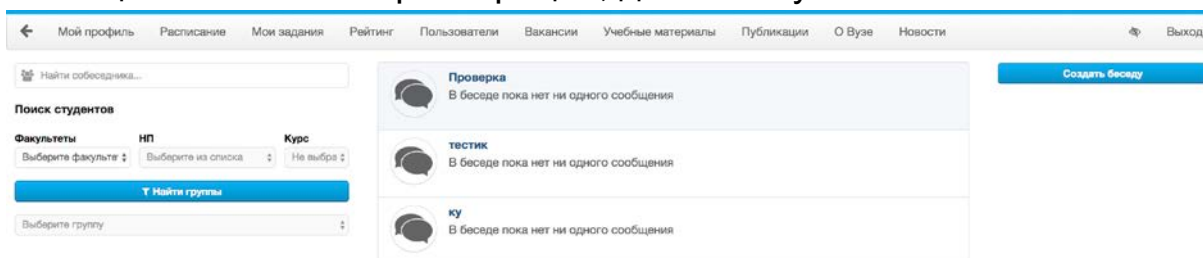 Мой профиль Расписание Мои задания Рейтинг Пользователи Вакансии Учебные материалы Публикации О Вузе Новости Выход
Найти собеседника...
Поиск студентов
Факультеты НП Курс
Выберите факульте Выберите из списка Не выбра
Найти группы
Выберите группу
Проверка
В беседе пока нет ни одного сообщения
тестик
В беседе пока нет ни одного сообщения
ку
В беседе пока нет ни одного сообщения
Создать беседу